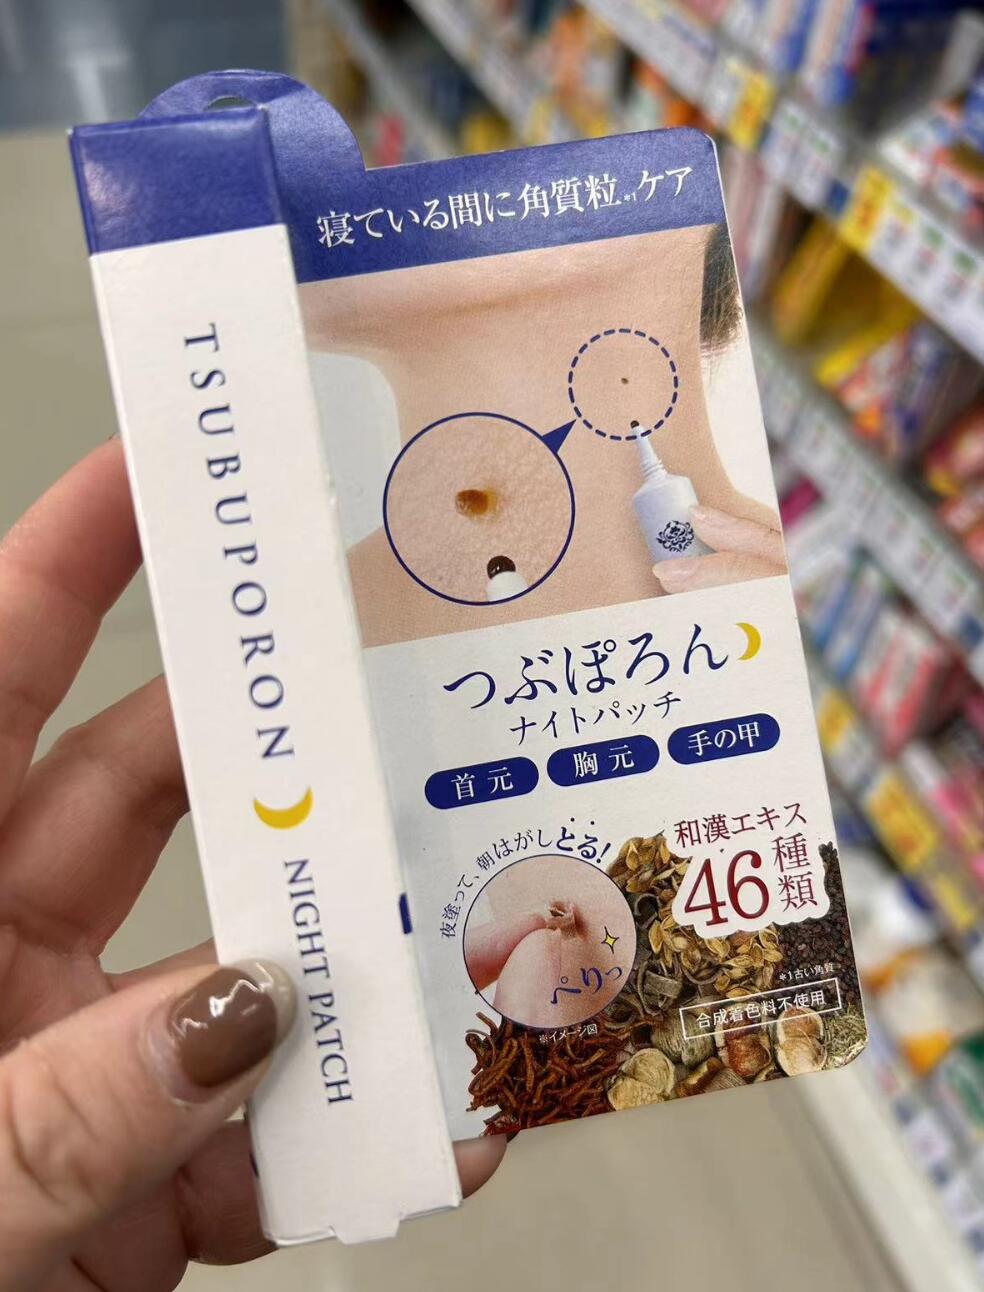 TSUBUPORON
NIGHT PATCH
寝ている間に角質粒※1ケア
つぶぽろん
ナイトパッチ
首元
胸元
手の甲
夜塗って、朝はがしとる!
ぺりっ
※イメージ図
和漢エキス
46種類
※1古い角質
合成着色料不使用